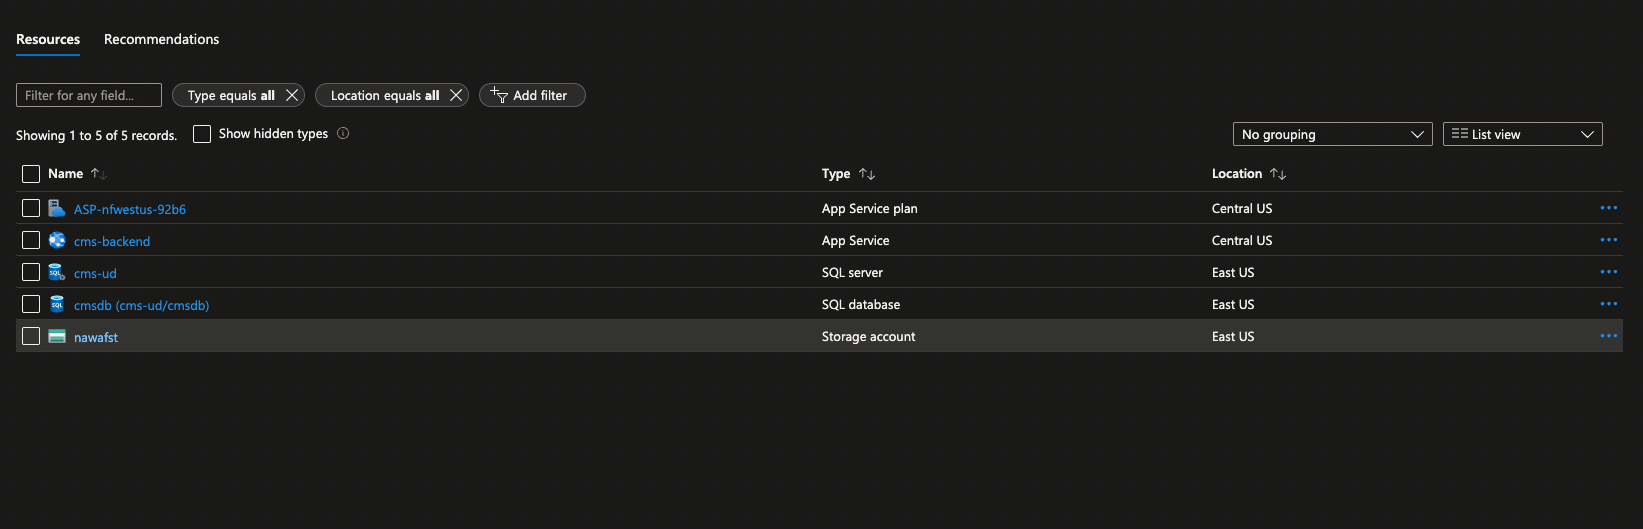 Resources Recommendations
Filter for any field... Type equals all Location equals all Add filter
Showing 1 to 5 of 5 records. Show hidden types No grouping List view
Name Type Location
ASP-nfwestus-92b6 App Service plan Central US
cms-backend App Service Central US
cms-ud SQL server East US
cmsdb (cms-ud/cmsdb) SQL database East US
nawafst Storage account East US